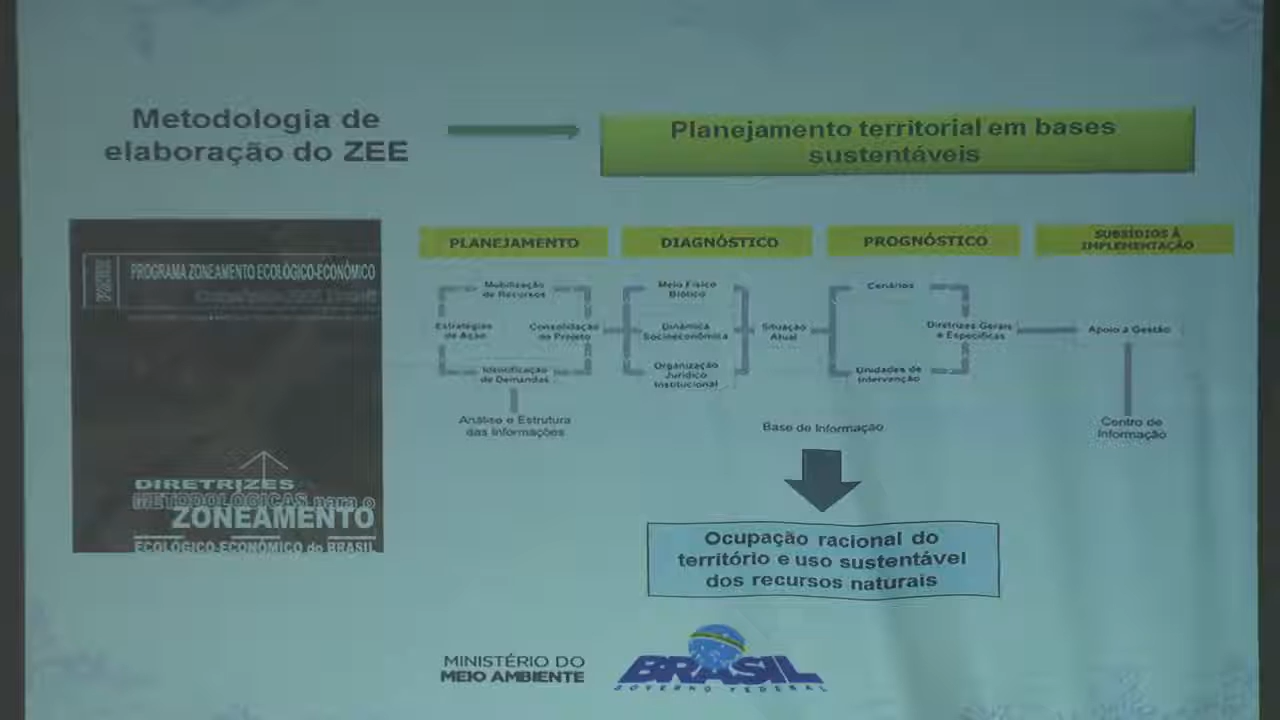 Metodologia de
elaboração do ZEE
Planejamento territorial em bases
sustentáveis
PROGRAMA ZONEAMENTO ECOLÓGICO-ECONÔMICO
DIRETRIZES
METODOLÓGICAS para o
ZONEAMENTO
ECOLÓGICO-ECONÔMICO do BRASIL
PLANEJAMENTO
Mobilização
de Recursos
Estratégias
de Ação
Consolidação
do Projeto
Identificação
de Demandas
Análise e Estrutura
das Informações
DIAGNÓSTICO
Meio Físico
Biótico
Dinâmica
Socioeconômica
Organização
Jurídico
Institucional
Situação
Atual
PROGNÓSTICO
Cenários
Diretrizes Gerais
e Específicas
Unidades de
Intervenção
SUBSÍDIOS À
IMPLEMENTAÇÃO
Apoio à Gestão
Centro de
Informação
Base de Informação
Ocupação racional do
território e uso sustentável
dos recursos naturais
MINISTÉRIO DO
MEIO AMBIENTE
BRASIL
GOVERNO FEDERAL